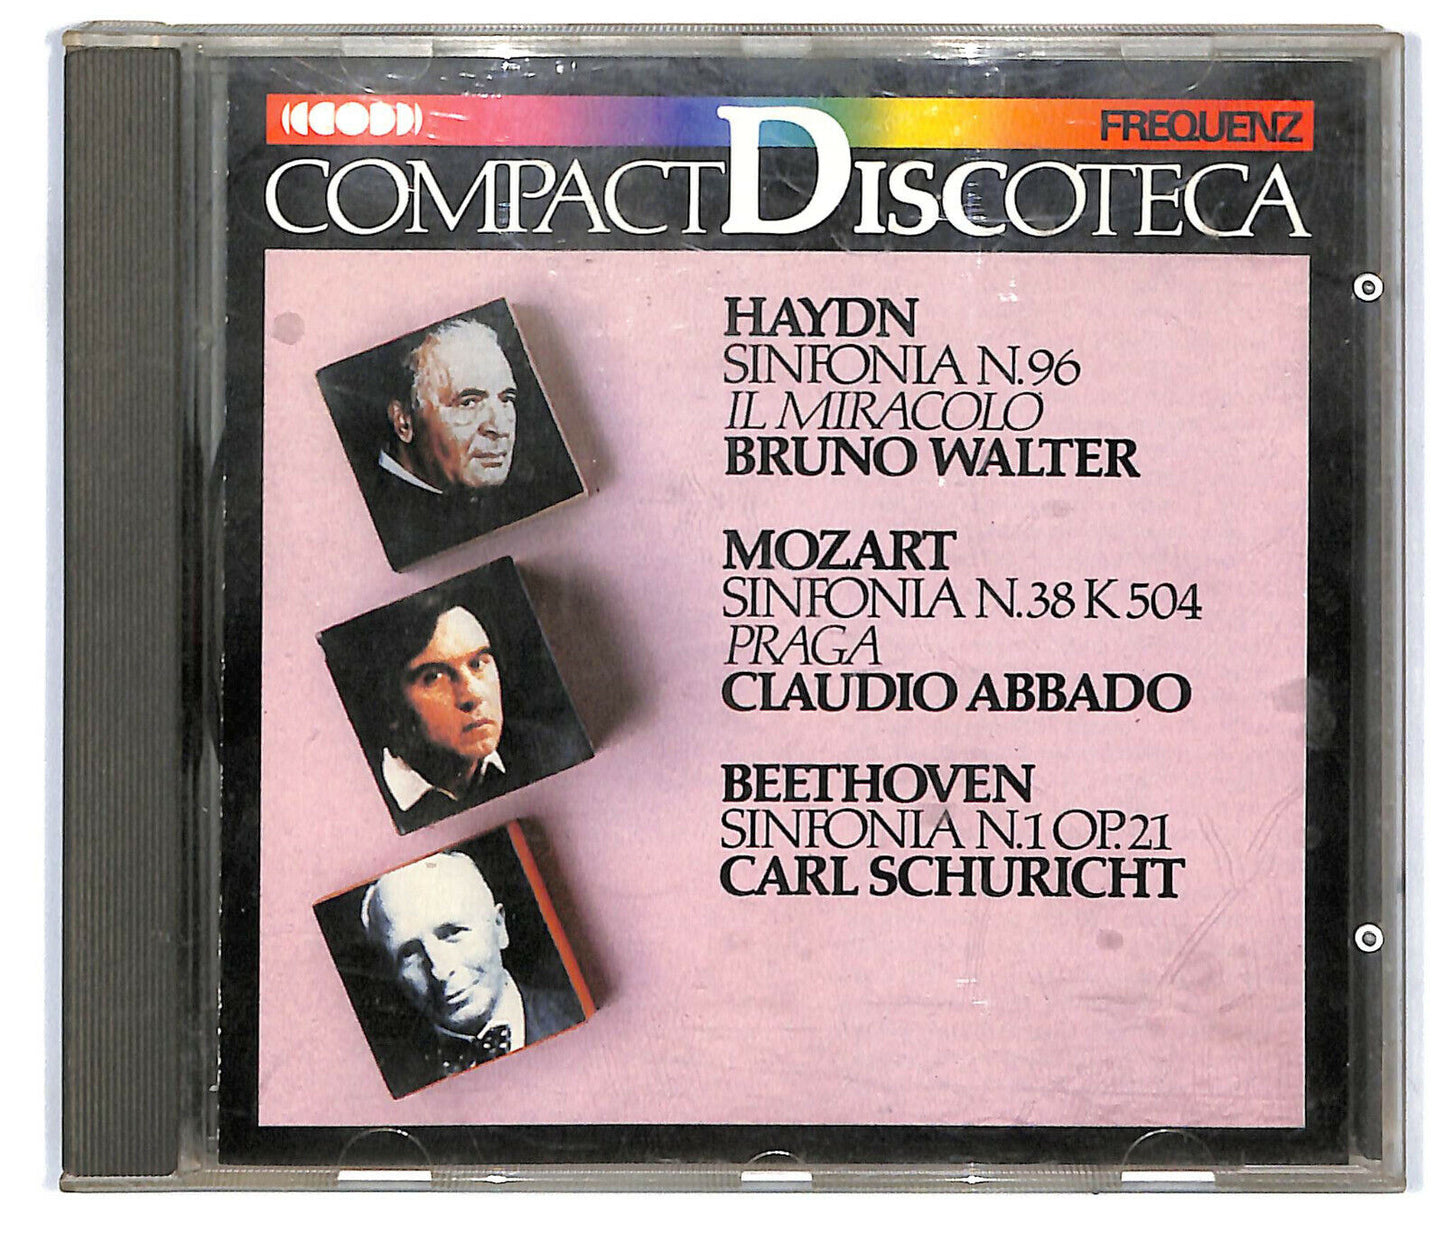 FREQUENZ
COMPACT DISCOTECA
HAYDN
SINFONIA N.96
IL MIRACOLO
BRUNO WALTER
MOZART
SINFONIA N.38 K 504
PRAGA
CLAUDIO ABBADO
BEETHOVEN
SINFONIA N.1 OP.21
CARL SCHURICHT